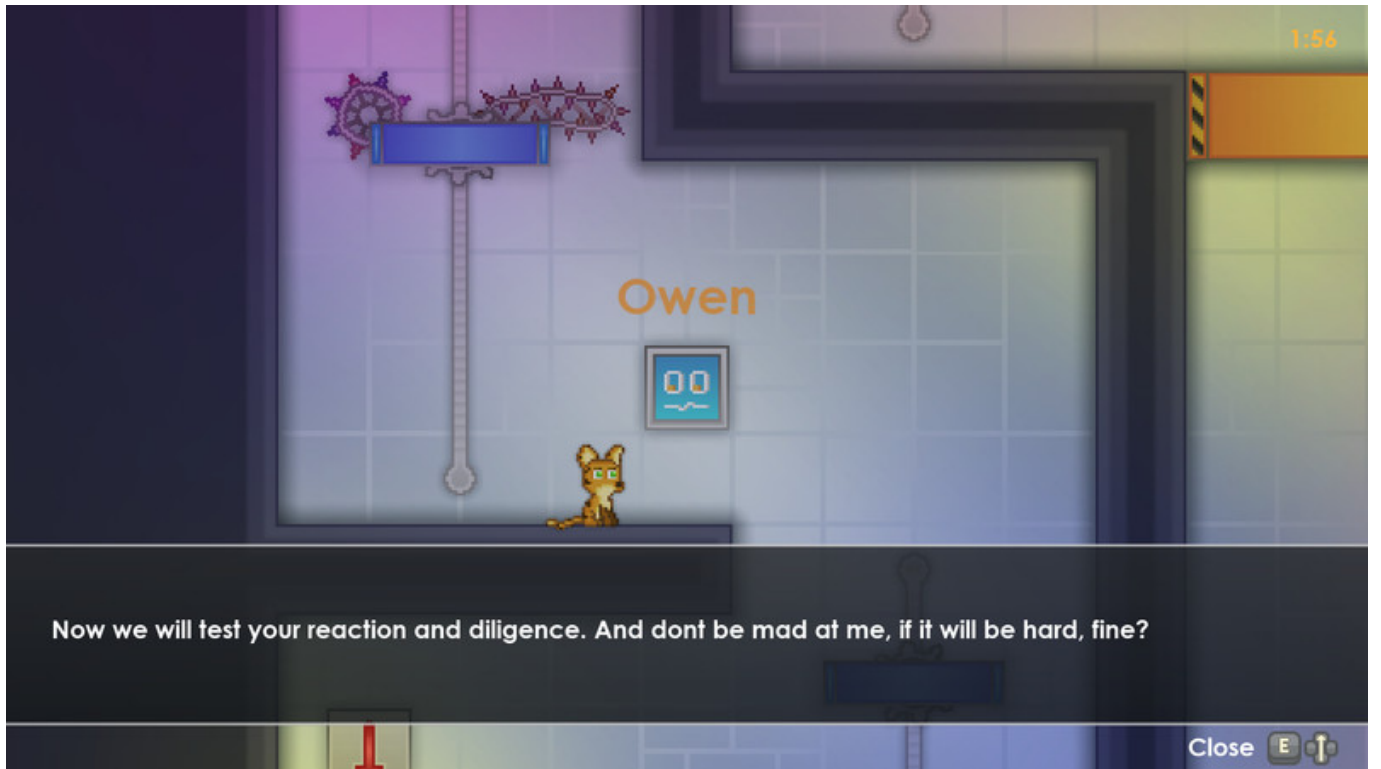 1:56
Owen
Now we will test your reaction and diligence. And dont be mad at me, if it will be hard, fine?
Close E